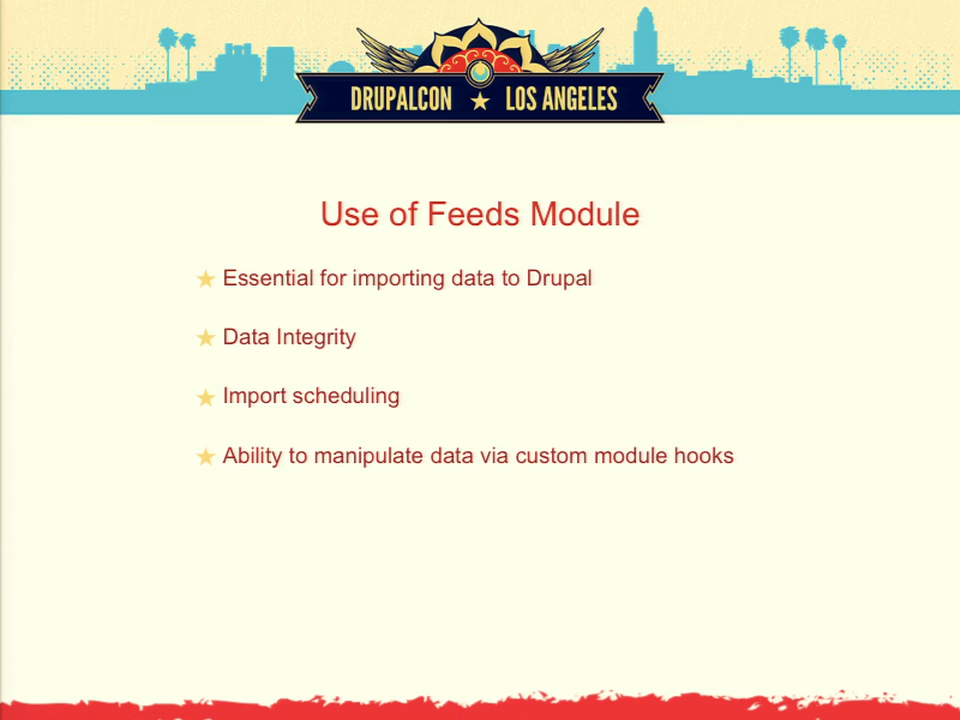 DRUPALCON ★ LOS ANGELES
Use of Feeds Module
★ Essential for importing data to Drupal
★ Data Integrity
★ Import scheduling
★ Ability to manipulate data via custom module hooks